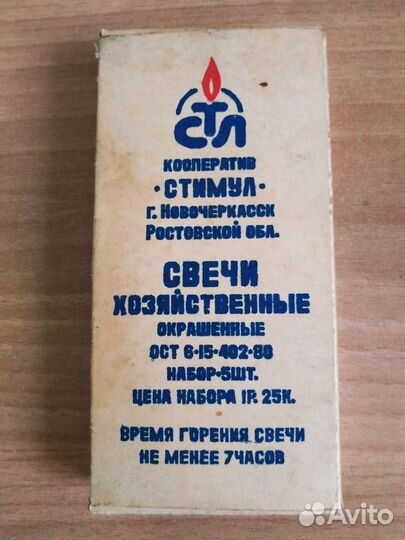 СТЛ
КООПЕРАТИВ
·СТИМУЛ·
г. НОВОЧЕРКАССК
РОСТОВСКОЙ ОБЛ.
СВЕЧИ
ХОЗЯЙСТВЕННЫЕ
ОКРАШЕННЫЕ
ОСТ 6·15·402·80
НАБОР·5ШТ.
ЦЕНА НАБОРА 1Р. 25К.
ВРЕМЯ ГОРЕНИЯ СВЕЧИ
НЕ МЕНЕЕ 7ЧАСОВ
Avito